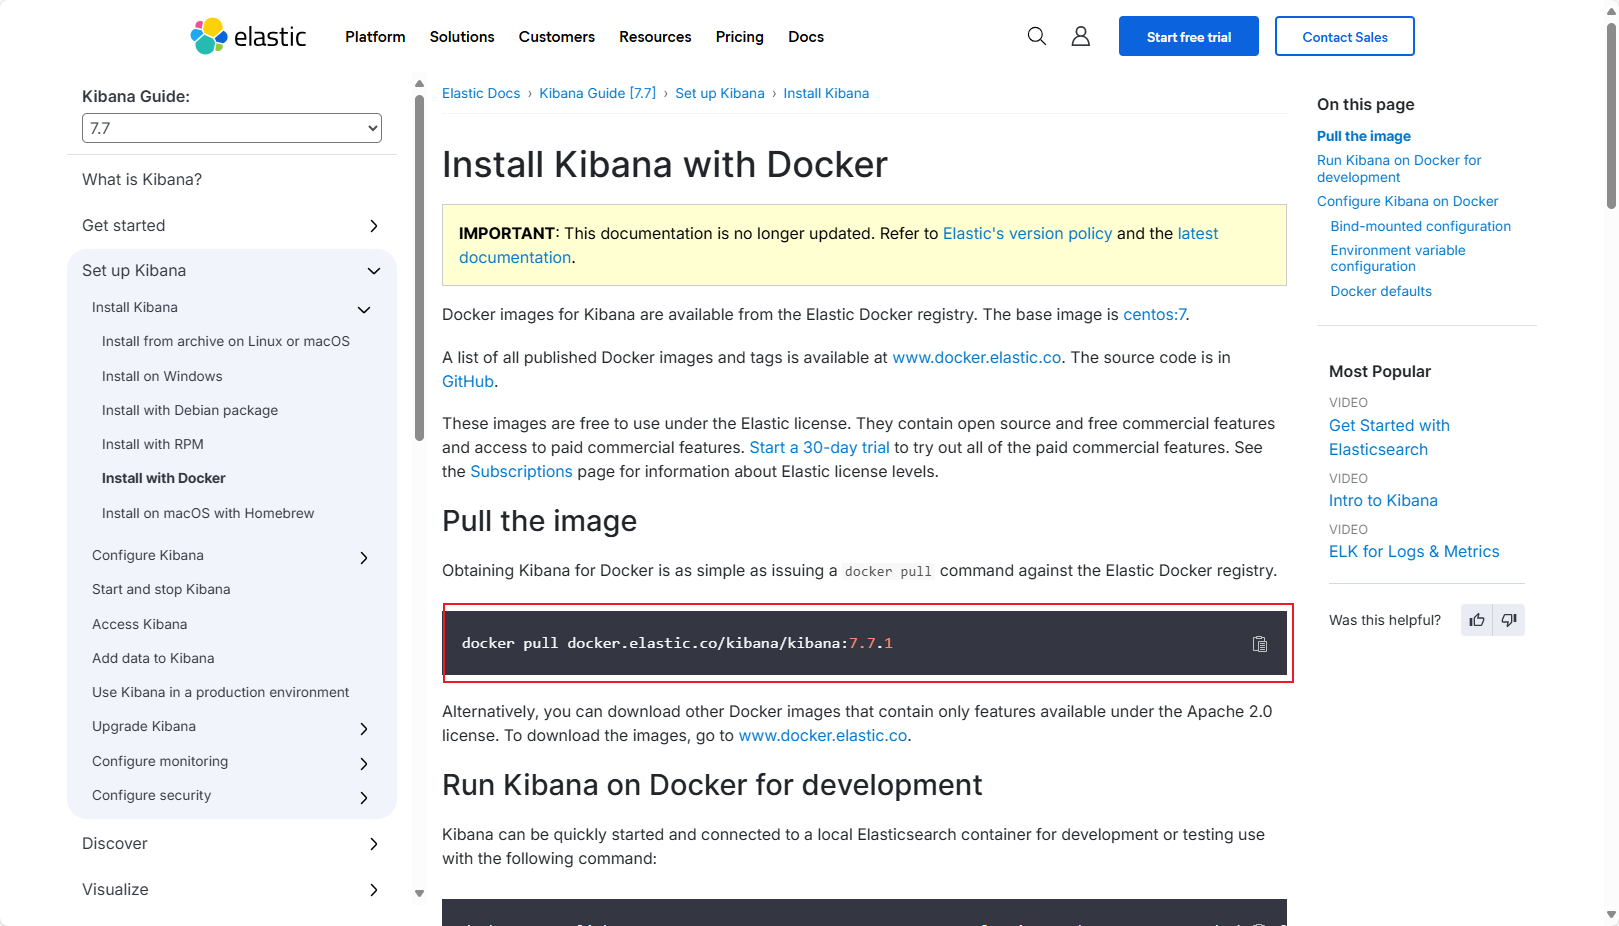 elastic
Platform
Solutions
Customers
Resources
Pricing
Docs
Start free trial
Contact Sales
Kibana Guide:
7.7
What is Kibana?
Get started
Set up Kibana
Install Kibana
Install from archive on Linux or macOS
Install on Windows
Install with Debian package
Install with RPM
Install with Docker
Install on macOS with Homebrew
Configure Kibana
Start and stop Kibana
Access Kibana
Add data to Kibana
Use Kibana in a production environment
Upgrade Kibana
Configure monitoring
Configure security
Discover
Visualize
Elastic Docs › Kibana Guide [7.7] › Set up Kibana › Install Kibana
Install Kibana with Docker
IMPORTANT: This documentation is no longer updated. Refer to Elastic's version policy and the latest
documentation.
Docker images for Kibana are available from the Elastic Docker registry. The base image is centos:7.
A list of all published Docker images and tags is available at www.docker.elastic.co. The source code is in
GitHub.
These images are free to use under the Elastic license. They contain open source and free commercial features
and access to paid commercial features. Start a 30-day trial to try out all of the paid commercial features. See
the Subscriptions page for information about Elastic license levels.
Pull the image
Obtaining Kibana for Docker is as simple as issuing a docker pull command against the Elastic Docker registry.
docker pull docker.elastic.co/kibana/kibana:7.7.1
Alternatively, you can download other Docker images that contain only features available under the Apache 2.0
license. To download the images, go to www.docker.elastic.co.
Run Kibana on Docker for development
Kibana can be quickly started and connected to a local Elasticsearch container for development or testing use
with the following command:
On this page
Pull the image
Run Kibana on Docker for
development
Configure Kibana on Docker
Bind-mounted configuration
Environment variable
configuration
Docker defaults
Most Popular
VIDEO
Get Started with
Elasticsearch
VIDEO
Intro to Kibana
VIDEO
ELK for Logs & Metrics
Was this helpful?